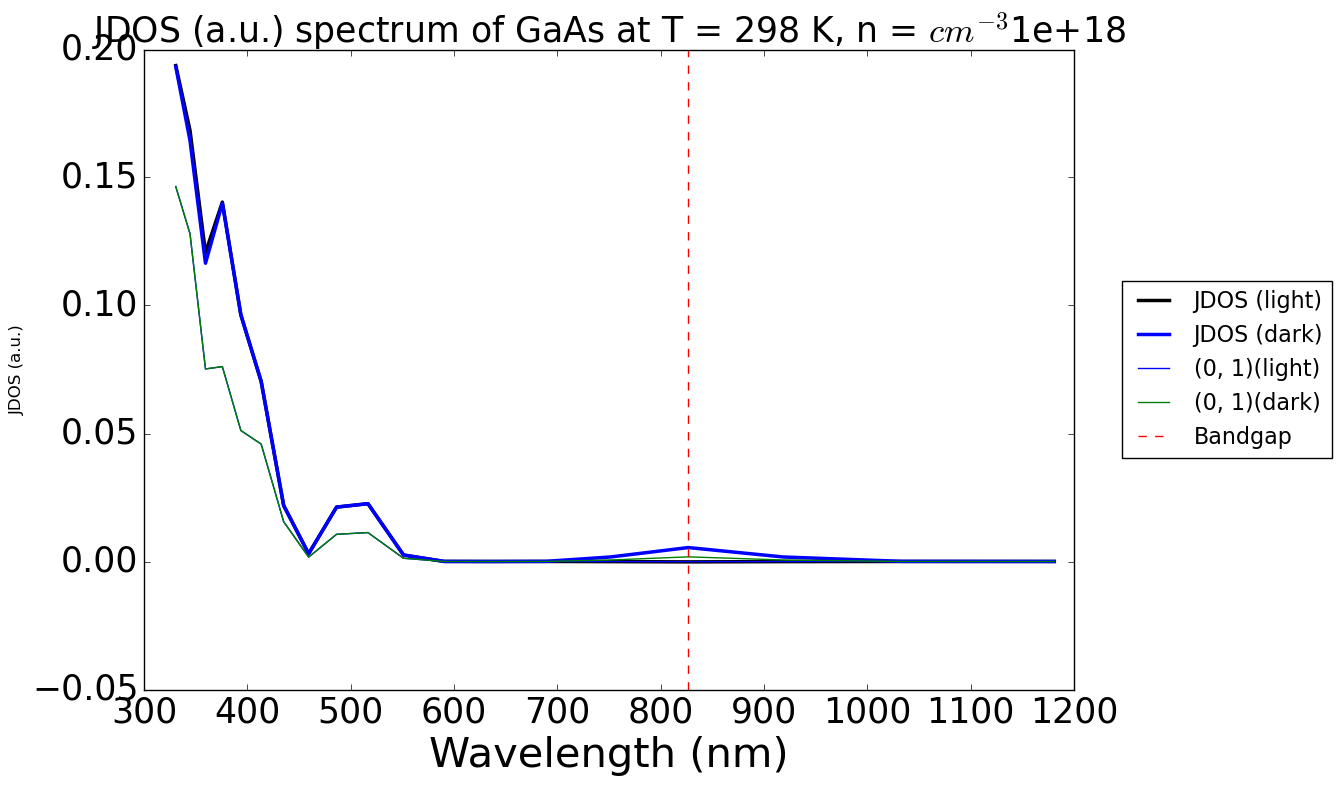 JDOS (a.u.) spectrum of GaAs at T = 298 K, n = cm⁻³1e+18
0.20
0.15
0.10
0.05
0.00
−0.05
JDOS (a.u.)
300 400 500 600 700 800 900 1000 1100 1200
Wavelength (nm)
JDOS (light)
JDOS (dark)
(0, 1)(light)
(0, 1)(dark)
Bandgap